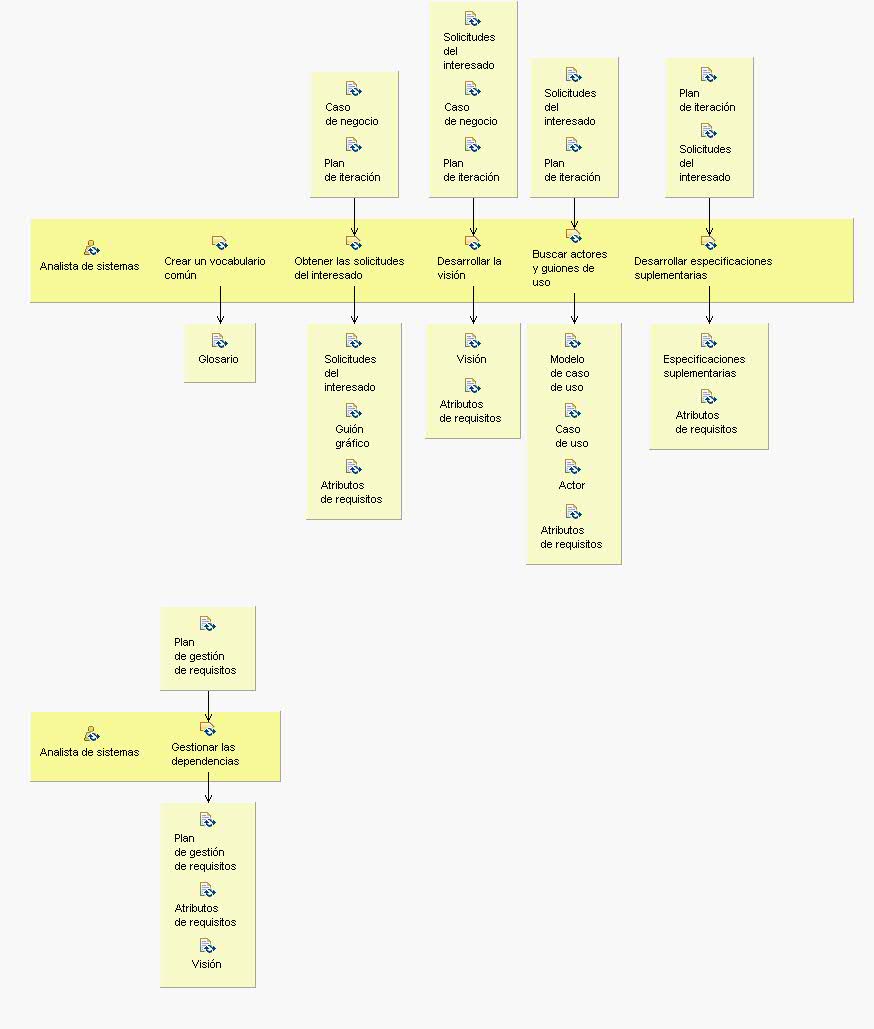 Solicitudes
del
interesado
Caso
de negocio
Plan
de iteración
Caso
de negocio
Plan
de iteración
Solicitudes
del
interesado
Plan
de iteración
Plan
de iteración
Solicitudes
del
interesado
Analista de sistemas
Crear un vocabulario
común
Obtener las solicitudes
del interesado
Desarrollar la
visión
Buscar actores
y guiones de
uso
Desarrollar especificaciones
suplementarias
Glosario
Solicitudes
del
interesado
Guión
gráfico
Atributos
de requisitos
Visión
Atributos
de requisitos
Modelo
de caso
de uso
Caso
de uso
Actor
Atributos
de requisitos
Especificaciones
suplementarias
Atributos
de requisitos
Plan
de gestión
de requisitos
Analista de sistemas
Gestionar las
dependencias
Plan
de gestión
de requisitos
Atributos
de requisitos
Visión